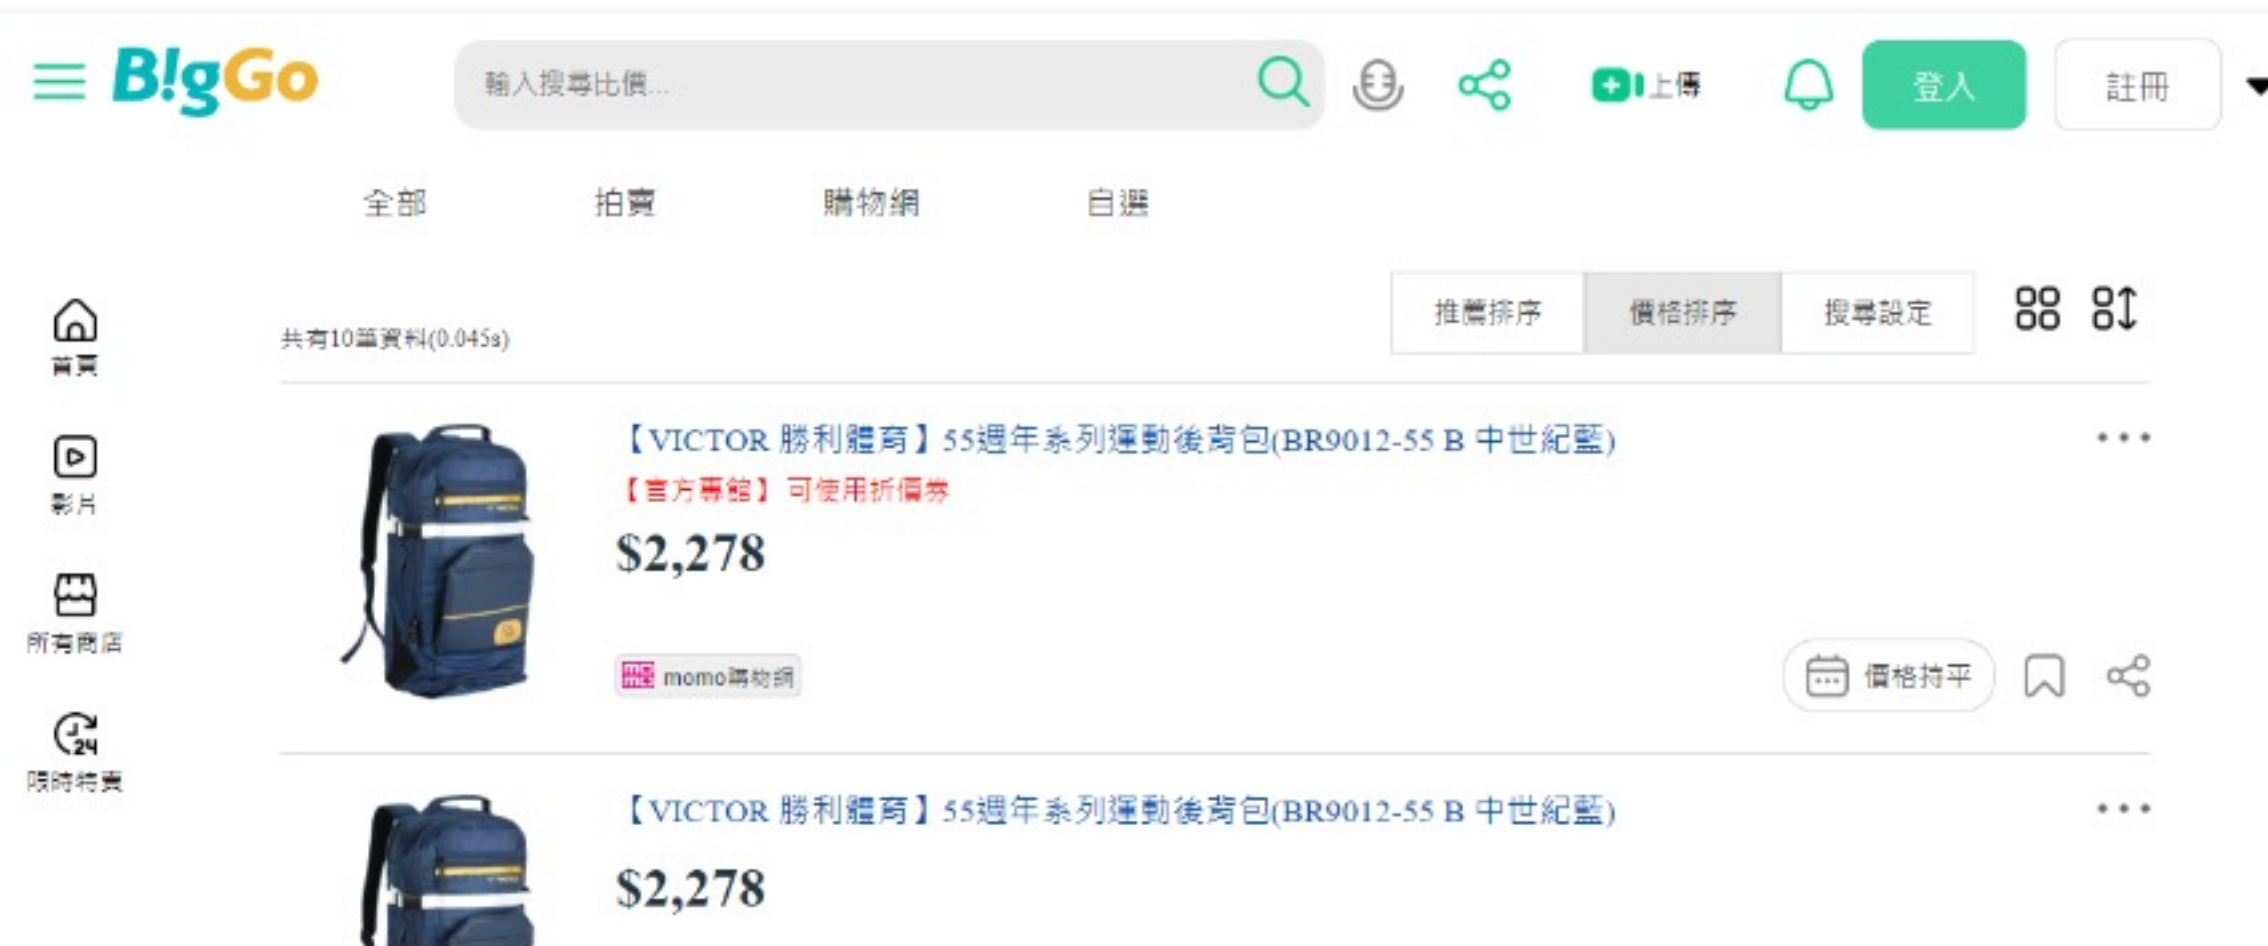 B!gGo
輸入搜尋比價...
上傳
登入
註冊
全部
拍賣
購物網
自選
首頁
影片
所有商店
24
限時特賣
共有10筆資料(0.045s)
推薦排序
價格排序
搜尋設定
【VICTOR 勝利體育】55週年系列運動後背包(BR9012-55 B 中世紀藍)
【官方專館】可使用折價券
$2,278
momo購物網
價格持平
【VICTOR 勝利體育】55週年系列運動後背包(BR9012-55 B 中世紀藍)
$2,278